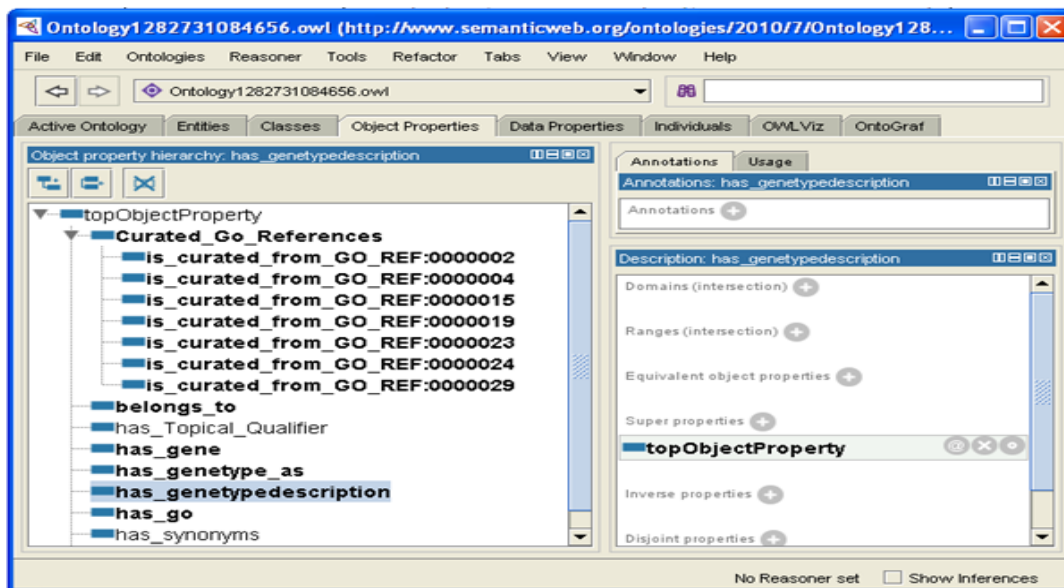 Ontology1282731084656.owl (http://www.semanticweb.org/ontologies/2010/7/Ontology128...
File Edit Ontologies Reasoner Tools Refactor Tabs View Window Help
Ontology1282731084656.owl
Active Ontology Entities Classes Object Properties Data Properties Individuals OWLViz OntoGraf
Object property hierarchy: has_genetypedescription
topObjectProperty
Curated_Go_References
is_curated_from_GO_REF:0000002
is_curated_from_GO_REF:0000004
is_curated_from_GO_REF:0000015
is_curated_from_GO_REF:0000019
is_curated_from_GO_REF:0000023
is_curated_from_GO_REF:0000024
is_curated_from_GO_REF:0000029
belongs_to
has_Topical_Qualifier
has_gene
has_genetype_as
has_genetypedescription
has_go
has_synonyms
Annotations Usage
Annotations: has_genetypedescription
Annotations
Description: has_genetypedescription
Domains (intersection)
Ranges (intersection)
Equivalent object properties
Super properties
topObjectProperty
Inverse properties
Disjoint properties
No Reasoner set Show Inferences